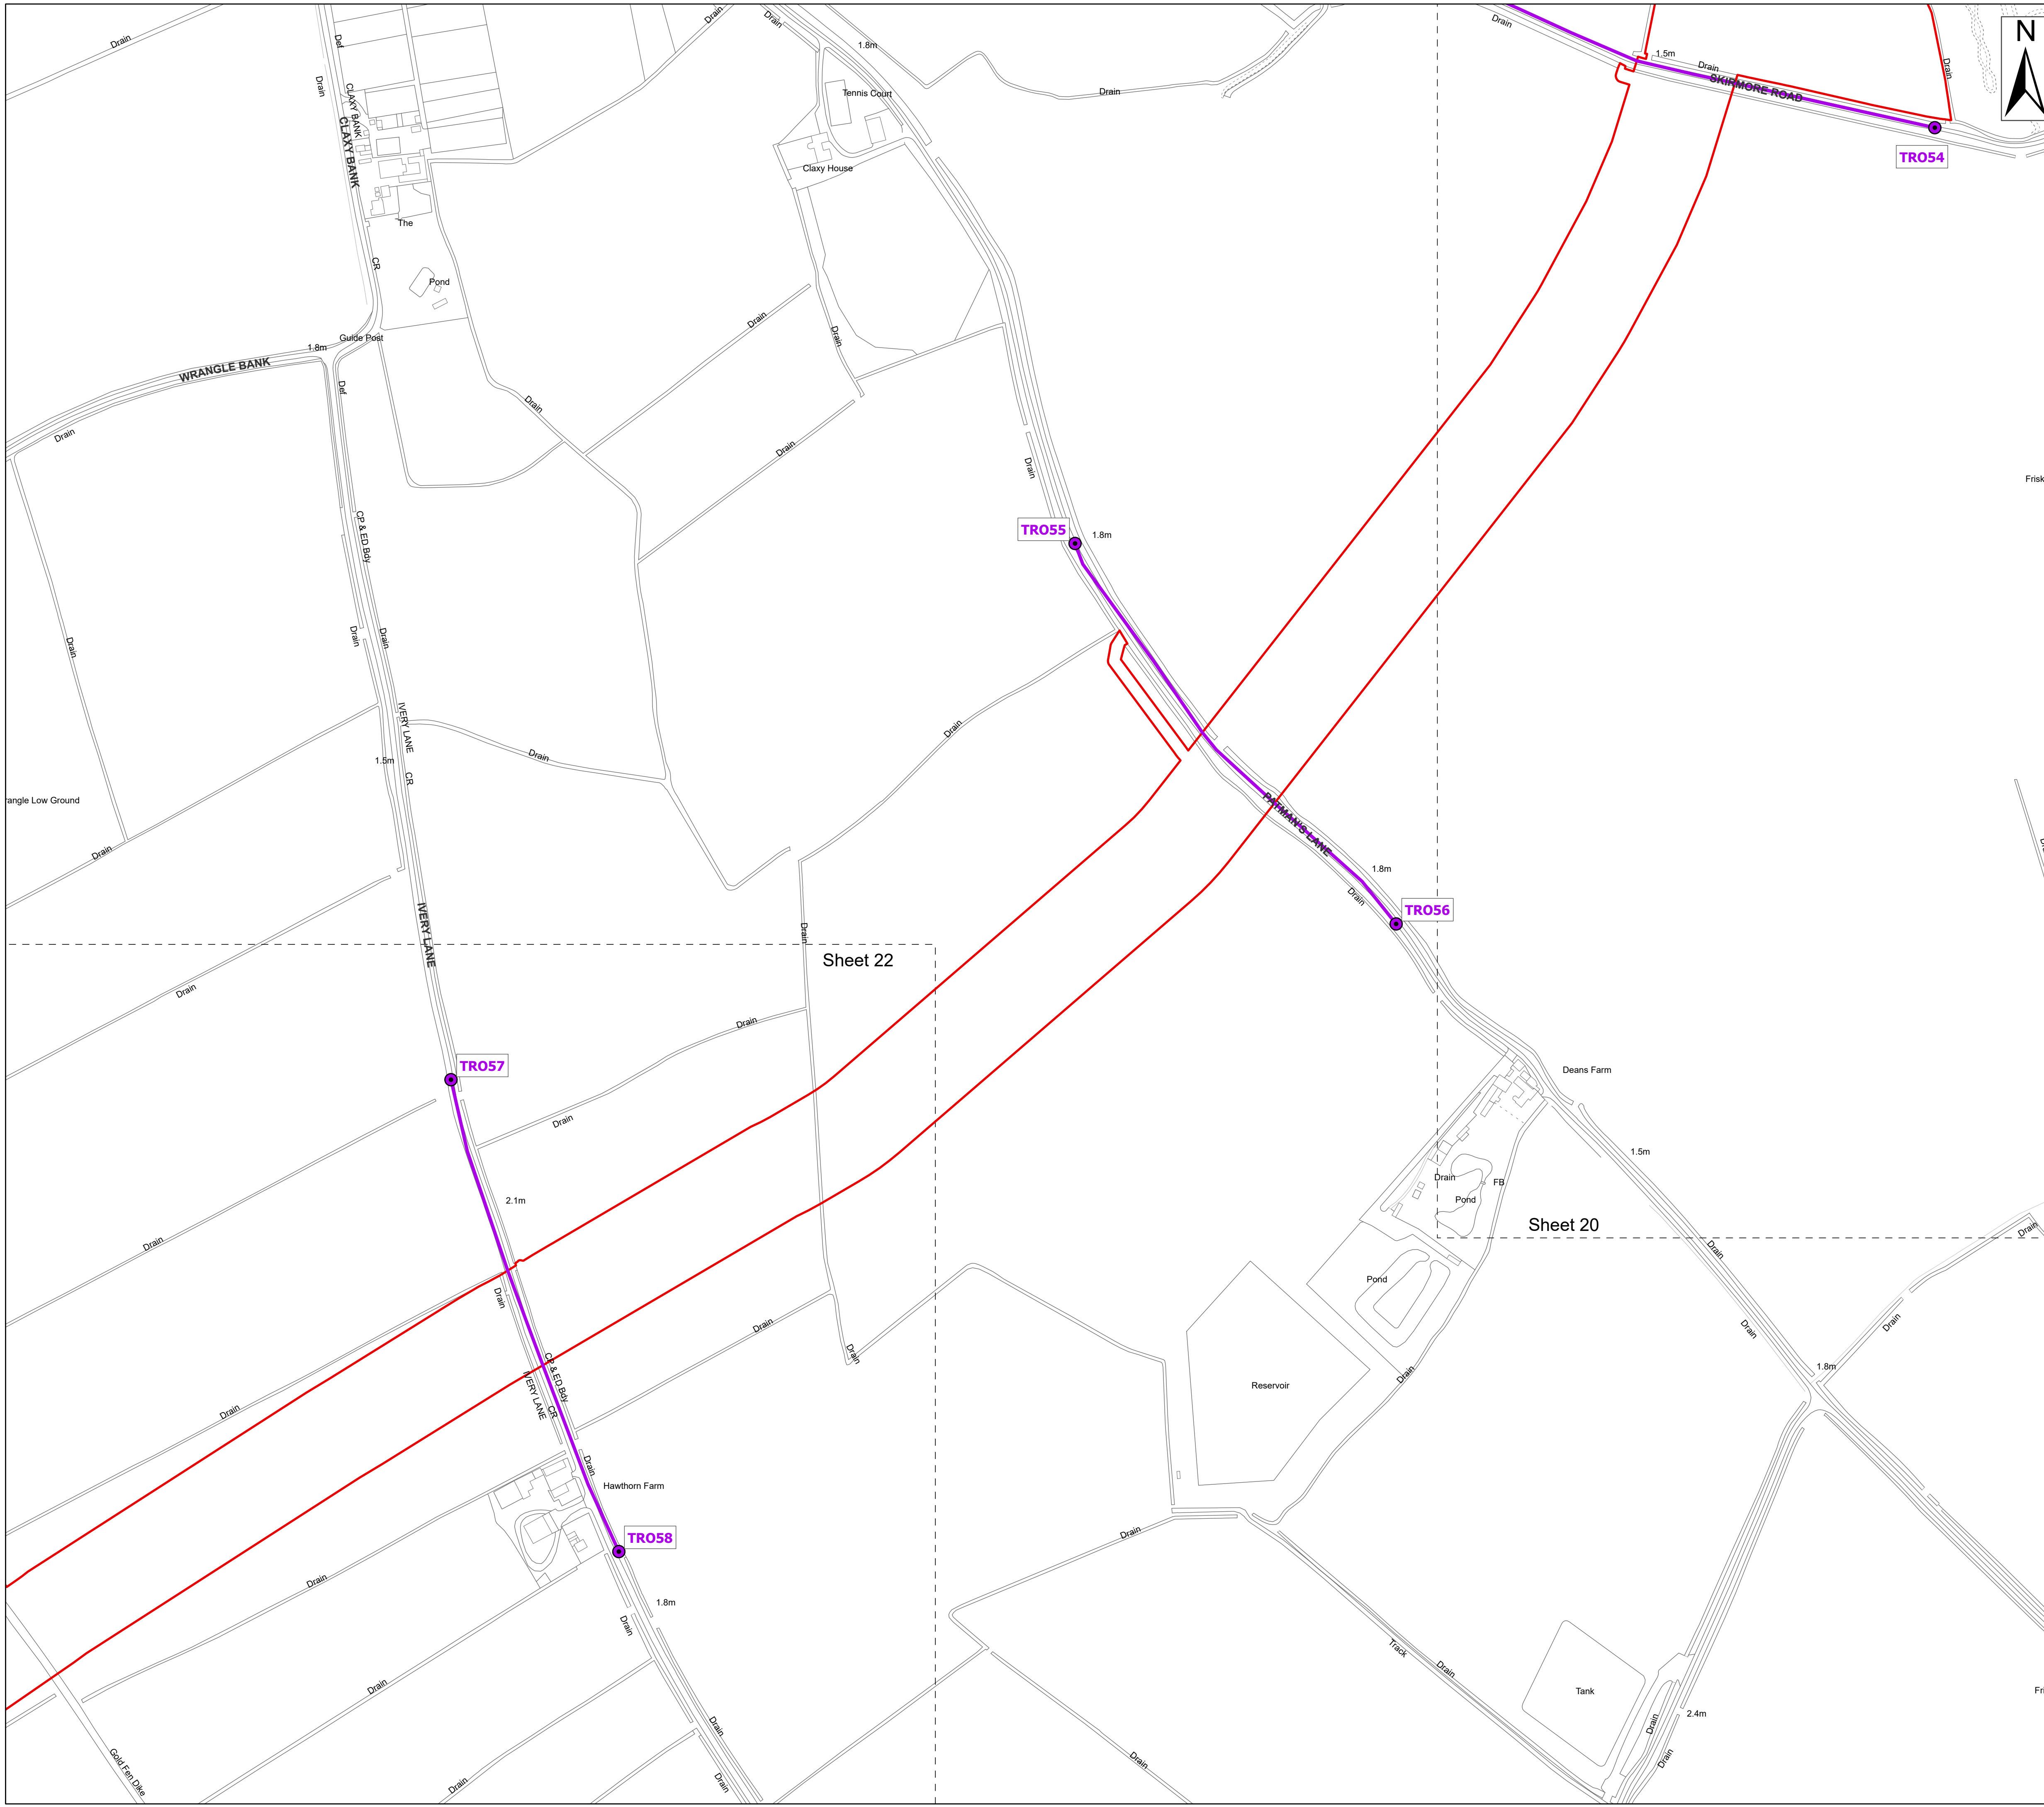 Drain
Def
Drain
Drain
Drain
1.8m
Drain
1.5m
Drain
Drain
N
SKIRMORE ROAD
Drain
CLAXY BANK
CLAXY BANK
Tennis Court
Drain
TRO54
Claxy House
The
CR
Pond
Drain
Drain
Guide Post
1.8m
WRANGLE BANK
Def
Drain
Drain
Drain
Drain
Frisk
CP & ED Bdy
TRO55
1.8m
Drain
Drain
Drain
IVERY LANE
Drain
Drain
1.5m
CR
rangle Low Ground
PATMAN'S LANE
Drain
1.8m
Drain
TRO56
IVERY LANE
Drain
Sheet 22
Drain
Drain
TRO57
Deans Farm
Drain
1.5m
Drain
FB
Pond
2.1m
Sheet 20
Drain
Drain
Drain
Pond
Drain
Drain
Drain
Drain
Drain
1.8m
CP & ED Bdy
IVERY LANE
CR
Drain
Reservoir
Drain
Drain
Hawthorn Farm
Drain
TRO58
Drain
1.8m
Drain
Track
Drain
Drain
Tank
Fri
2.4m
Drain
Drain
Gold Fen Dike
Drain
Drain
Drain
Drain